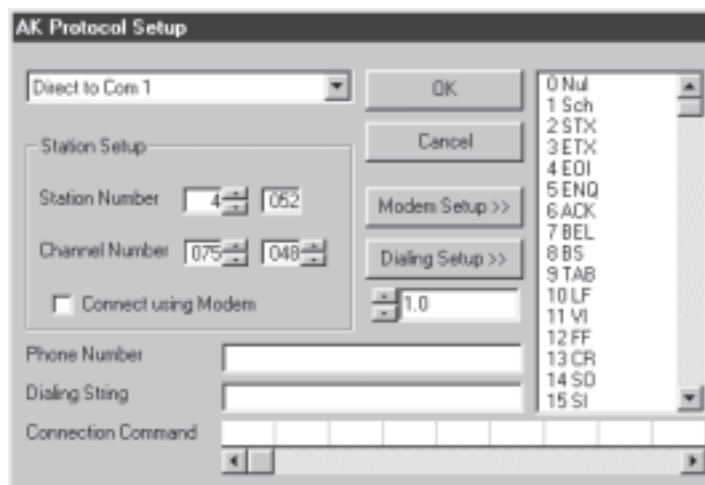 AK Protocol Setup
Direct to Com 1
OK
Cancel
Station Setup
Station Number 4 052
Channel Number 075 048
Connect using Modem
Modem Setup >>
Dialing Setup >>
1.0
Phone Number
Dialing String
Connection Command
0 Nul
1 Sch
2 STX
3 ETX
4 EOI
5 ENQ
6 ACK
7 BEL
8 BS
9 TAB
10 LF
11 VI
12 FF
13 CR
14 SO
15 SI